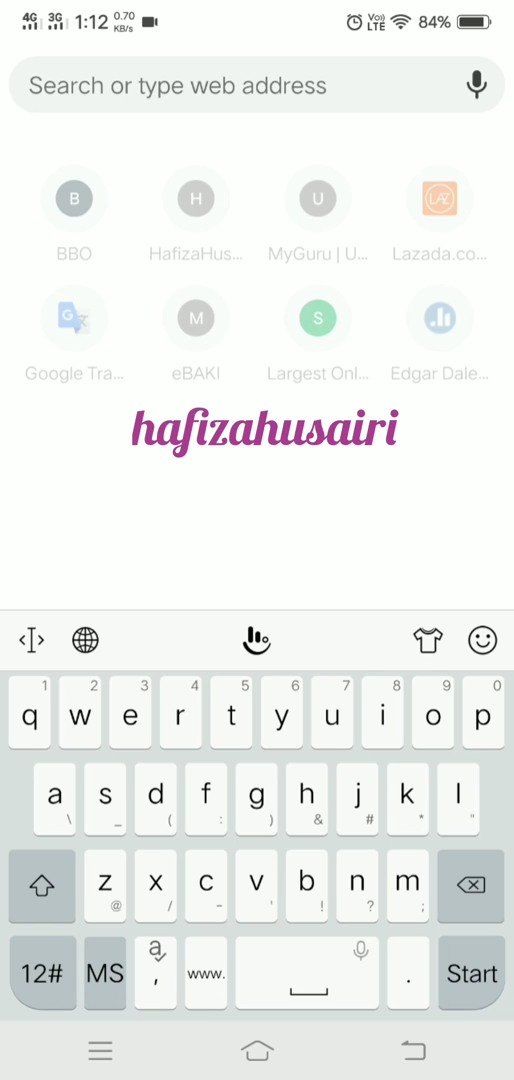 4G 3G 1:12 0.70 KB/s Vo)) LTE 84%
Search or type web address
B H U LAZ
BBO HafizaHus... MyGuru | U... Lazada.co...
G M S
Google Tra... eBAKI Largest Onl... Edgar Dale...
hafizahusairi
1 2 3 4 5 6 7 8 9 0
q w e r t y u i o p
a s d f g h j k l
\ _ ( : ) & # * "
z x c v b n m
@ / - ' ! ? ;
12# MS a , www. . Start